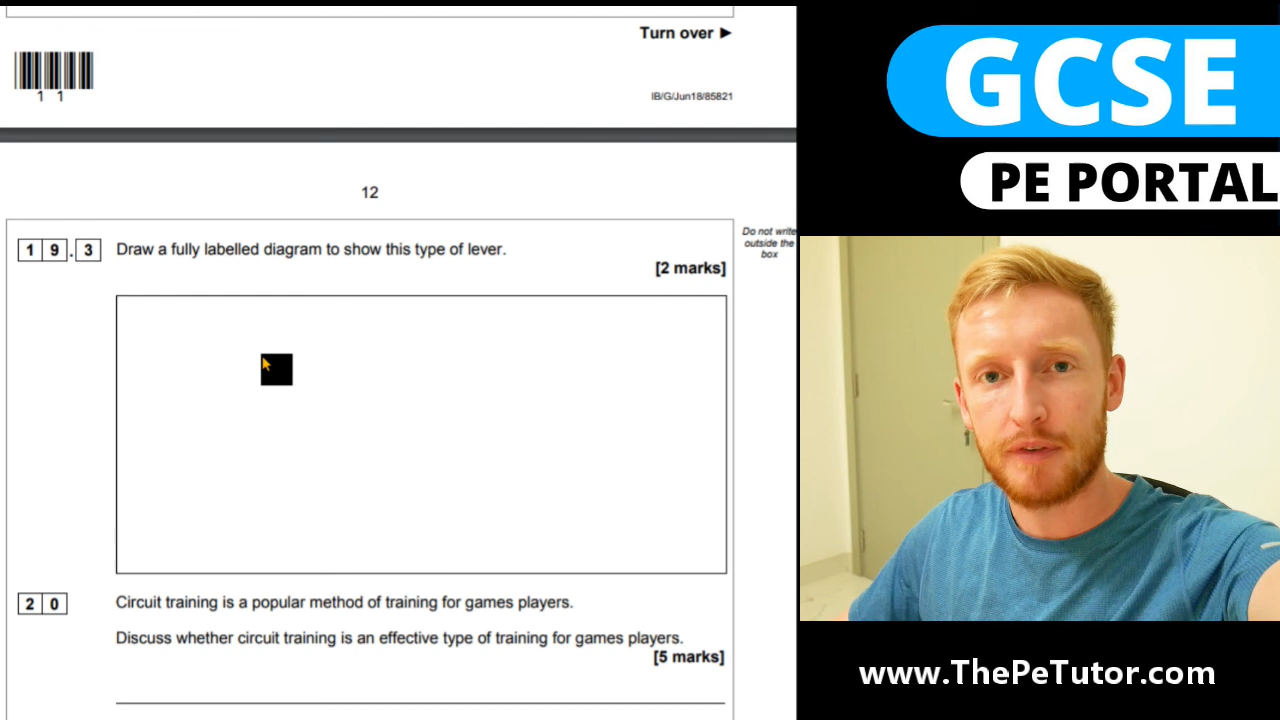 Turn over ►
1 1
IB/G/Jun18/85821
12
1 9 . 3 Draw a fully labelled diagram to show this type of lever.
[2 marks]
Do not write
outside the
box
2 0 Circuit training is a popular method of training for games players.
Discuss whether circuit training is an effective type of training for games players.
[5 marks]
GCSE
PE PORTAL
www.ThePeTutor.com